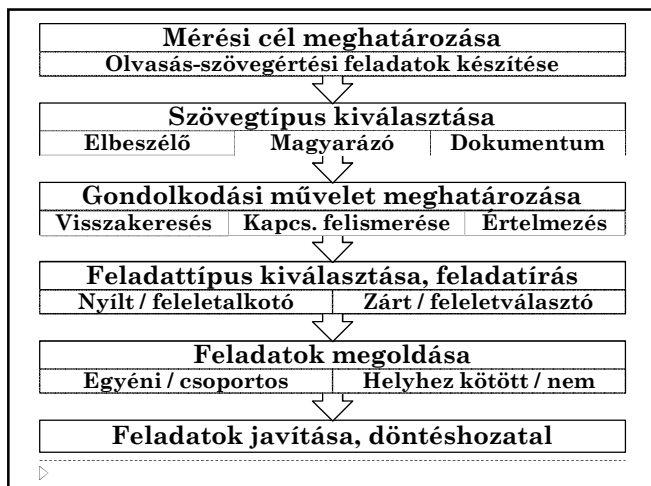 Mérési cél meghatározása
Olvasás-szövegértési feladatok készítése
Szövegtípus kiválasztása
Elbeszélő Magyarázó Dokumentum
Gondolkodási művelet meghatározása
Visszakeresés Kapcs. felismerése Értelmezés
Feladattípus kiválasztása, feladatírás
Nyílt / feleletalkotó Zárt / feleletválasztó
Feladatok megoldása
Egyéni / csoportos Helyhez kötött / nem
Feladatok javítása, döntéshozatal